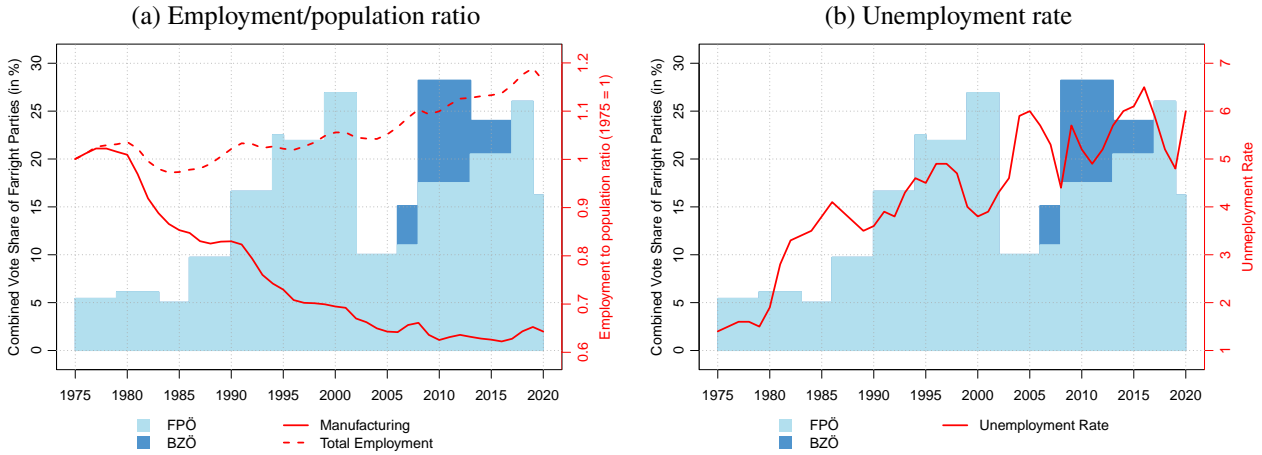 (a) Employment/population ratio
Combined Vote Share of Farright Parties (in %)
30
25
20
15
10
5
0
1.2
1.1
1
0.9
0.8
0.7
0.6
Employment to population ratio (1975 = 1)
1975 1980 1985 1990 1995 2000 2005 2010 2015 2020
FPÖ Manufacturing
BZÖ Total Employment
(b) Unemployment rate
Combined Vote Share of Farright Parties (in %)
30
25
20
15
10
5
0
7
6
5
4
3
2
1
Unmeployment Rate
1975 1980 1985 1990 1995 2000 2005 2010 2015 2020
FPÖ Unemployment Rate
BZÖ